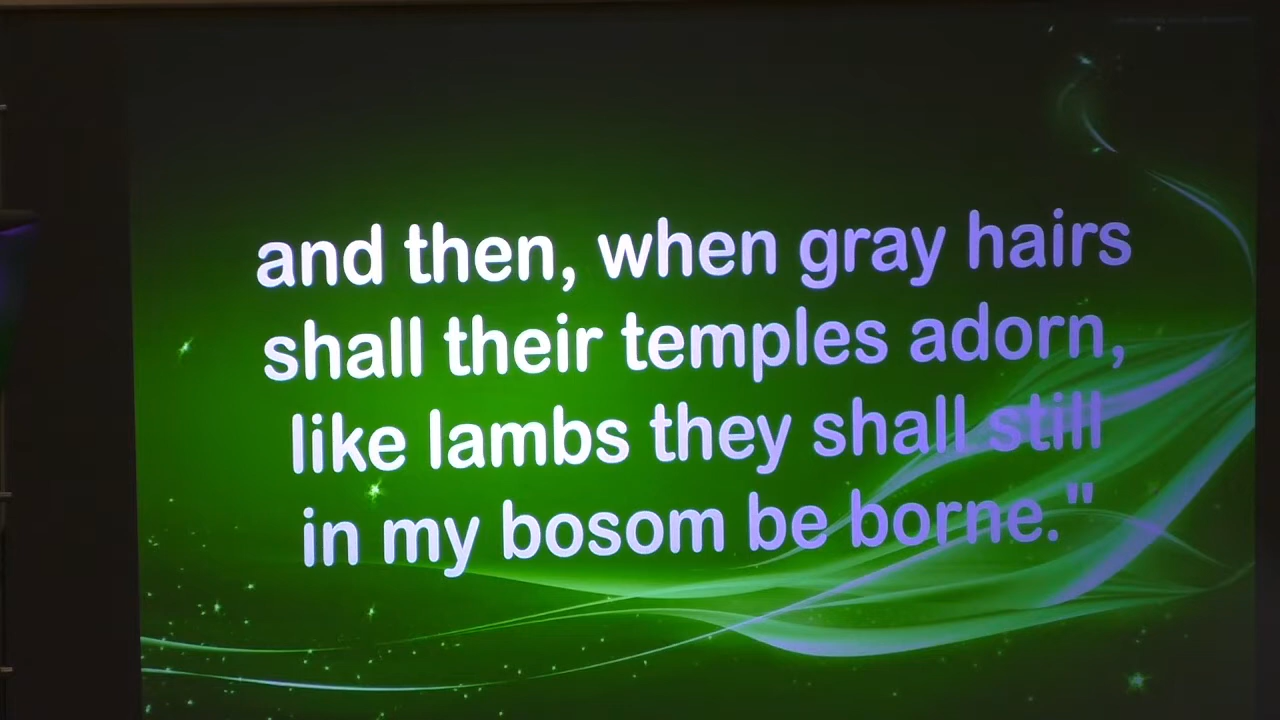 and then, when gray hairs
shall their temples adorn,
like lambs they shall still
in my bosom be borne."